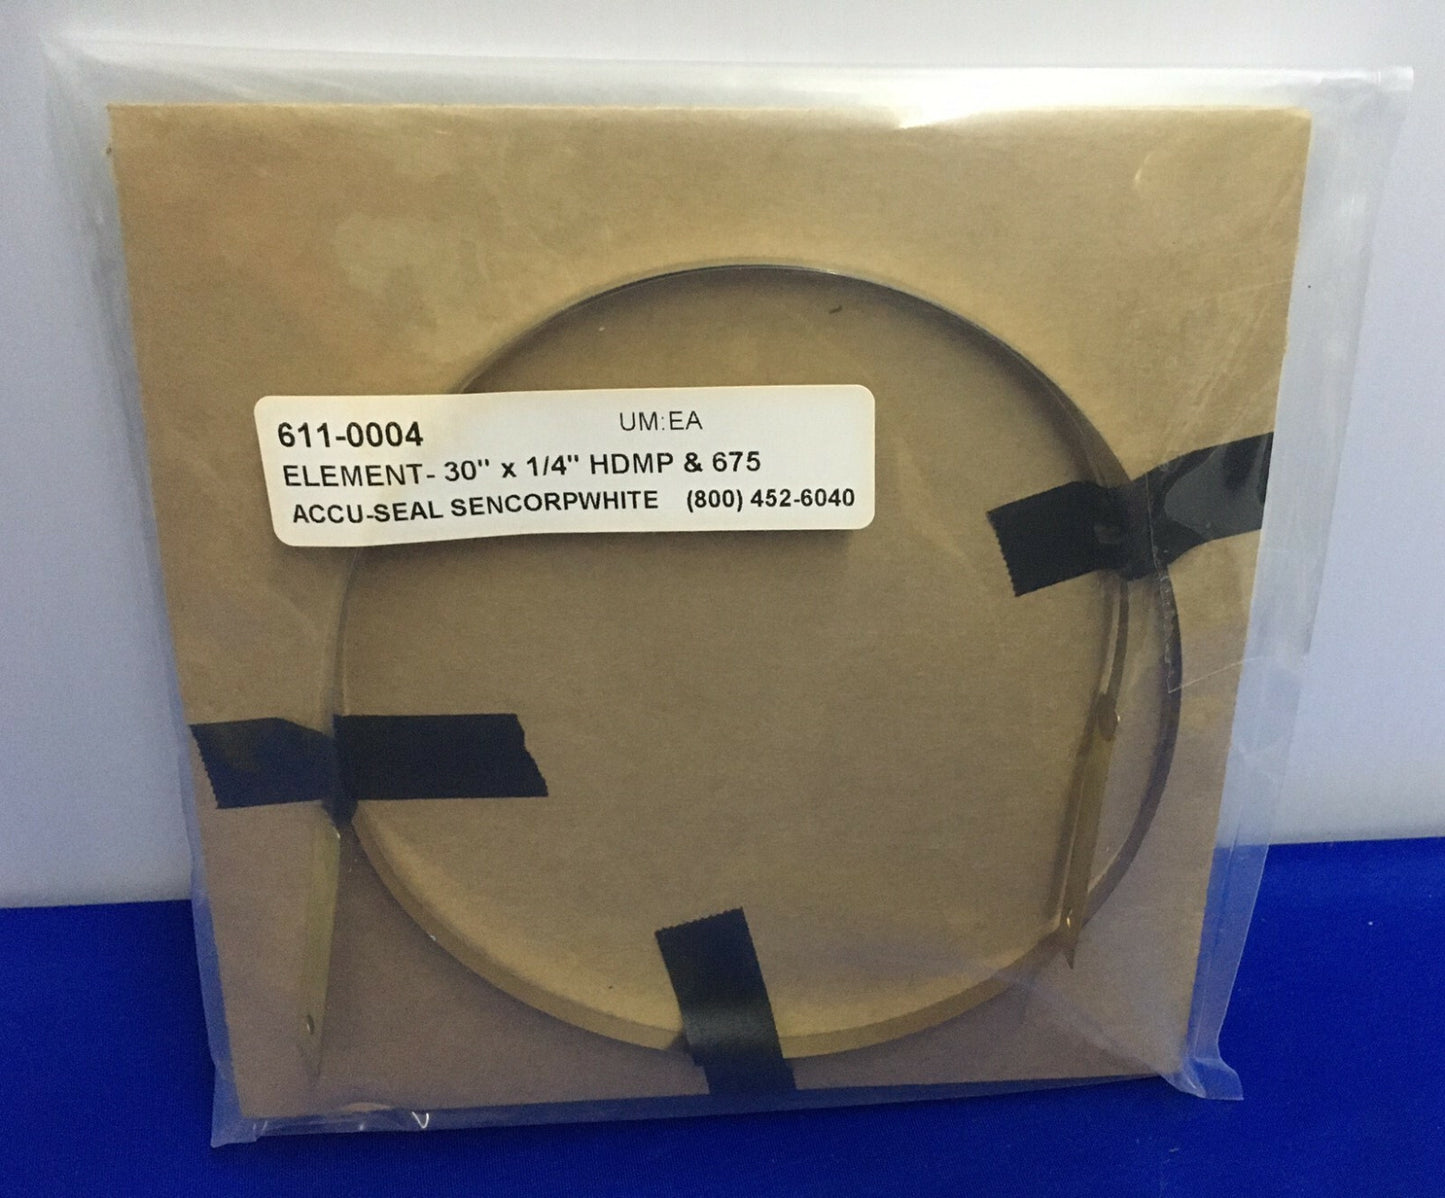 611-0004 UM:EA
ELEMENT- 30" x 1/4" HDMP & 675
ACCU-SEAL SENCORPWHITE (800) 452-6040